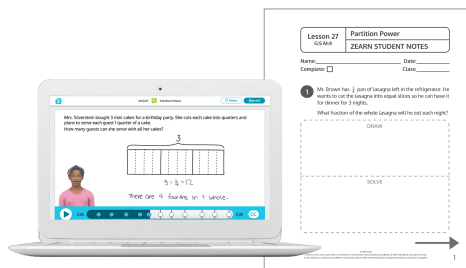 Partition Power
Mrs. Silverstein bought 3 mini cakes for a birthday party. She cuts each cake into quarters and
plans to serve each guest 1 quarter of a cake.
How many guests can she serve with all her cakes?
3
3 ÷ ¼ = 12
There are 4 fourths in 1 whole.
CC
Lesson 27
G:5 M:4
Partition Power
ZEARN STUDENT NOTES
Name:
Date:
Complete:
Class:
1
Mr. Brown has ½ pan of lasagna left in the refrigerator. He
wants to cut the lasagna into equal slices so he can have it
for dinner for 3 nights.
What fraction of the whole lasagna will he eat each night?
DRAW
SOLVE
1